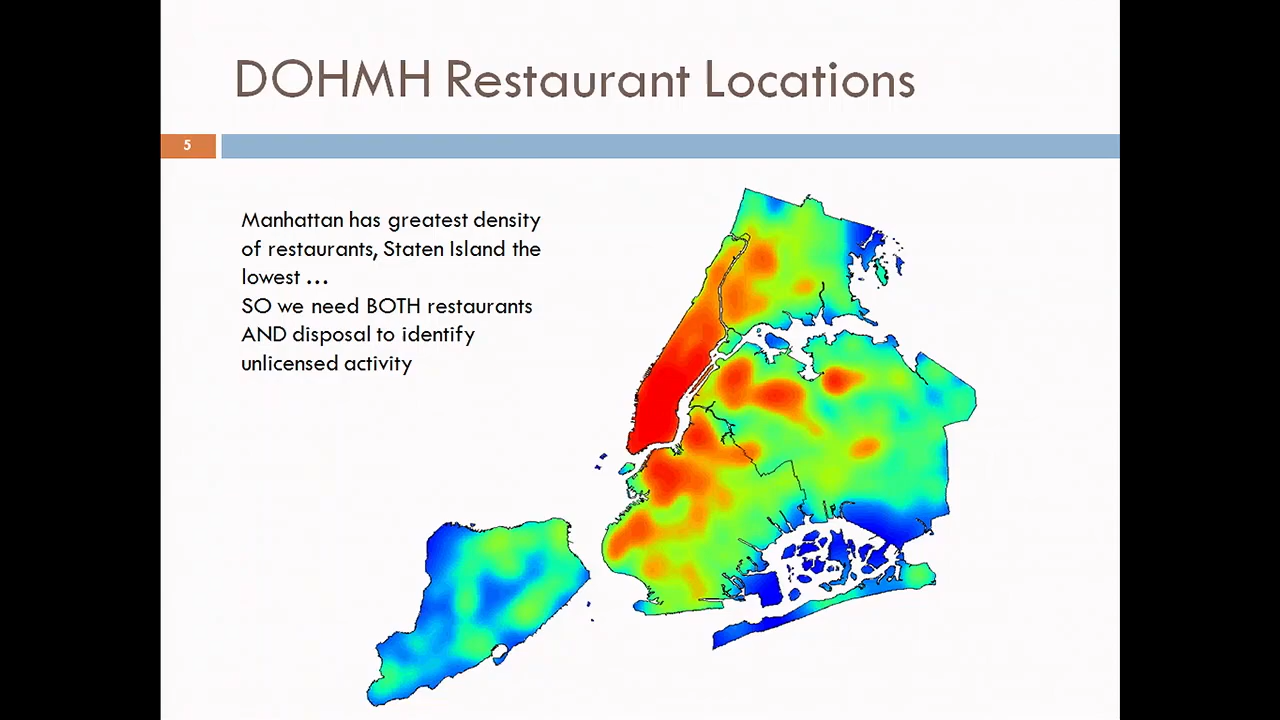 DOHMH Restaurant Locations
5
Manhattan has greatest density
of restaurants, Staten Island the
lowest ...
SO we need BOTH restaurants
AND disposal to identify
unlicensed activity